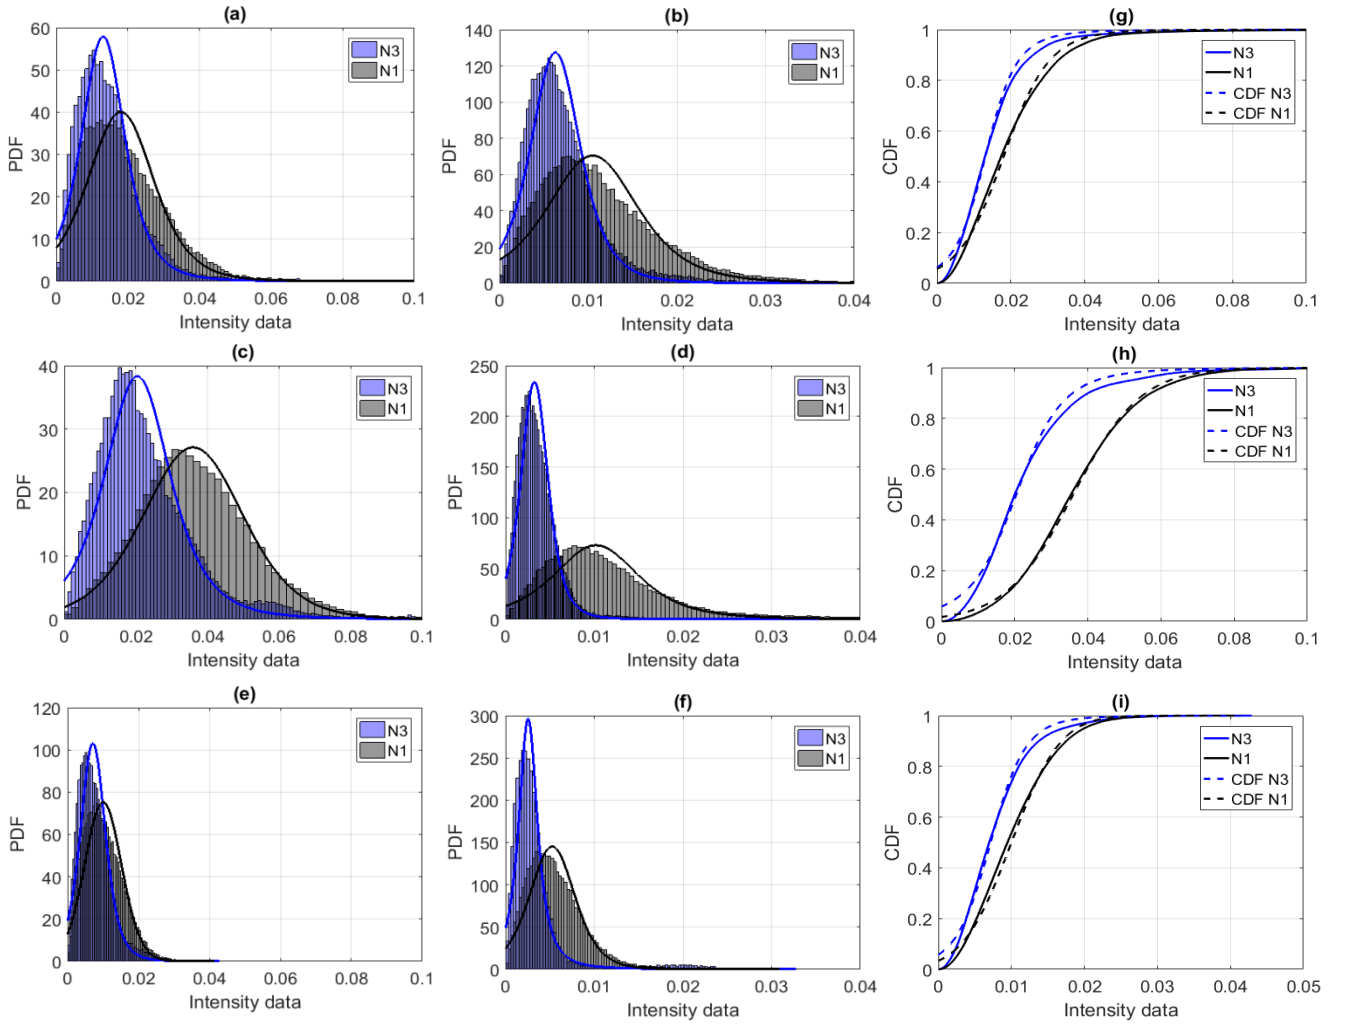 (a)
60
50
40
30
20
10
0
PDF
N3
N1
0 0.02 0.04 0.06 0.08 0.1
Intensity data
(b)
140
120
100
80
60
40
20
0
PDF
N3
N1
0 0.01 0.02 0.03 0.04
Intensity data
(g)
1
0.8
0.6
0.4
0.2
0
CDF
N3
N1
CDF N3
CDF N1
0 0.02 0.04 0.06 0.08 0.1
Intensity data
(c)
40
30
20
10
0
PDF
N3
N1
0 0.02 0.04 0.06 0.08 0.1
Intensity data
(d)
250
200
150
100
50
0
PDF
N3
N1
0 0.01 0.02 0.03 0.04
Intensity data
(h)
1
0.8
0.6
0.4
0.2
0
CDF
N3
N1
CDF N3
CDF N1
0 0.02 0.04 0.06 0.08 0.1
Intensity data
(e)
120
100
80
60
40
20
0
PDF
N3
N1
0 0.02 0.04 0.06 0.08 0.1
Intensity data
(f)
300
250
200
150
100
50
0
PDF
N3
N1
0 0.01 0.02 0.03 0.04
Intensity data
(i)
1
0.8
0.6
0.4
0.2
0
CDF
N3
N1
CDF N3
CDF N1
0 0.01 0.02 0.03 0.04 0.05
Intensity data